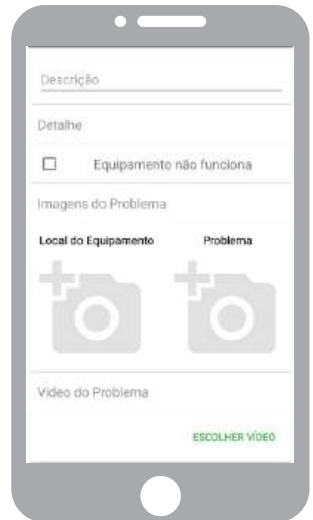 Descrição
Detalhe
Equipamento não funciona
Imagens do Problema
Local do Equipamento Problema
Vídeo do Problema
ESCOLHER VÍDEO